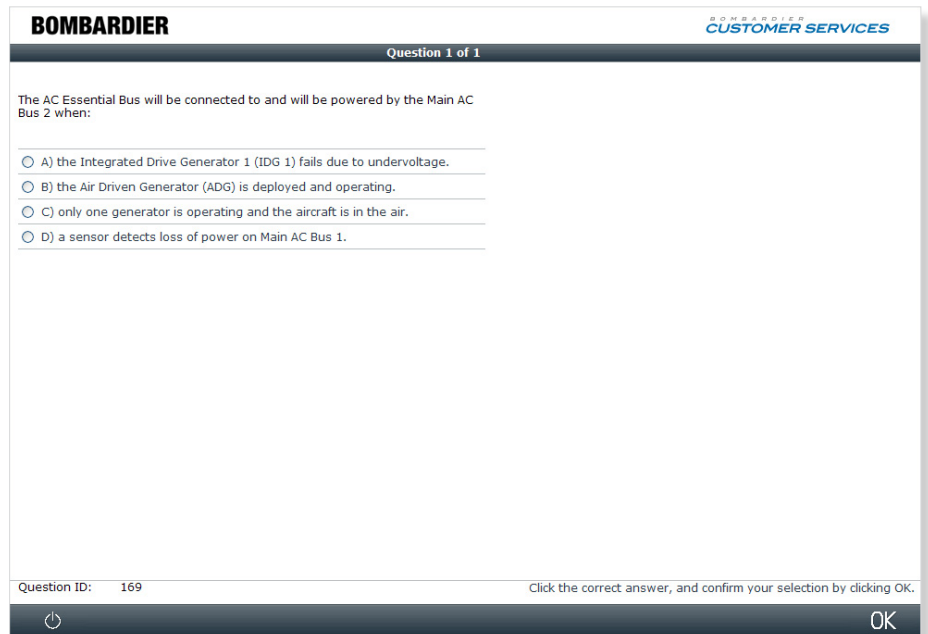 BOMBARDIER
BOMBARDIER
CUSTOMER SERVICES
Question 1 of 1
The AC Essential Bus will be connected to and will be powered by the Main AC
Bus 2 when:
A) the Integrated Drive Generator 1 (IDG 1) fails due to undervoltage.
B) the Air Driven Generator (ADG) is deployed and operating.
C) only one generator is operating and the aircraft is in the air.
D) a sensor detects loss of power on Main AC Bus 1.
Question ID: 169
Click the correct answer, and confirm your selection by clicking OK.
OK